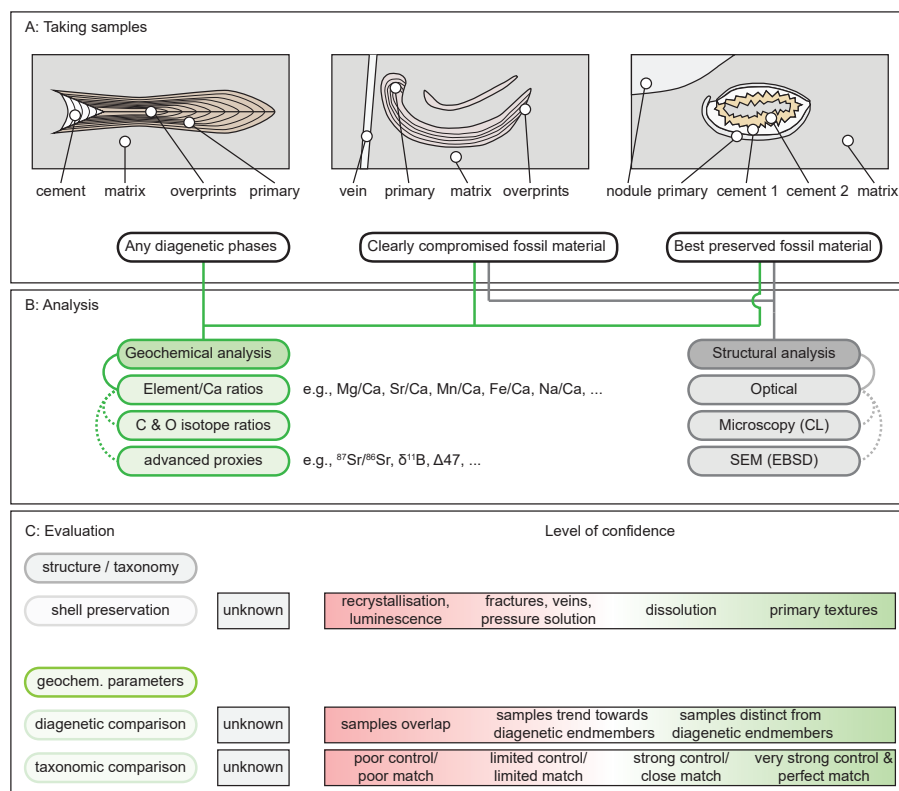 A: Taking samples
cement matrix overprints primary
vein primary matrix overprints
nodule primary cement 1 cement 2 matrix
Any diagenetic phases
Clearly compromised fossil material
Best preserved fossil material
B: Analysis
Geochemical analysis
Element/Ca ratios
e.g., Mg/Ca, Sr/Ca, Mn/Ca, Fe/Ca, Na/Ca, ...
C & O isotope ratios
advanced proxies
e.g., ⁸⁷Sr/⁸⁶Sr, δ¹¹B, Δ47, ...
Structural analysis
Optical
Microscopy (CL)
SEM (EBSD)
C: Evaluation
Level of confidence
structure / taxonomy
shell preservation
unknown
recrystallisation,
luminescence
fractures, veins,
pressure solution
dissolution
primary textures
geochem. parameters
diagenetic comparison
unknown
samples overlap
samples trend towards
diagenetic endmembers
samples distinct from
diagenetic endmembers
taxonomic comparison
unknown
poor control/
poor match
limited control/
limited match
strong control/
close match
very strong control &
perfect match